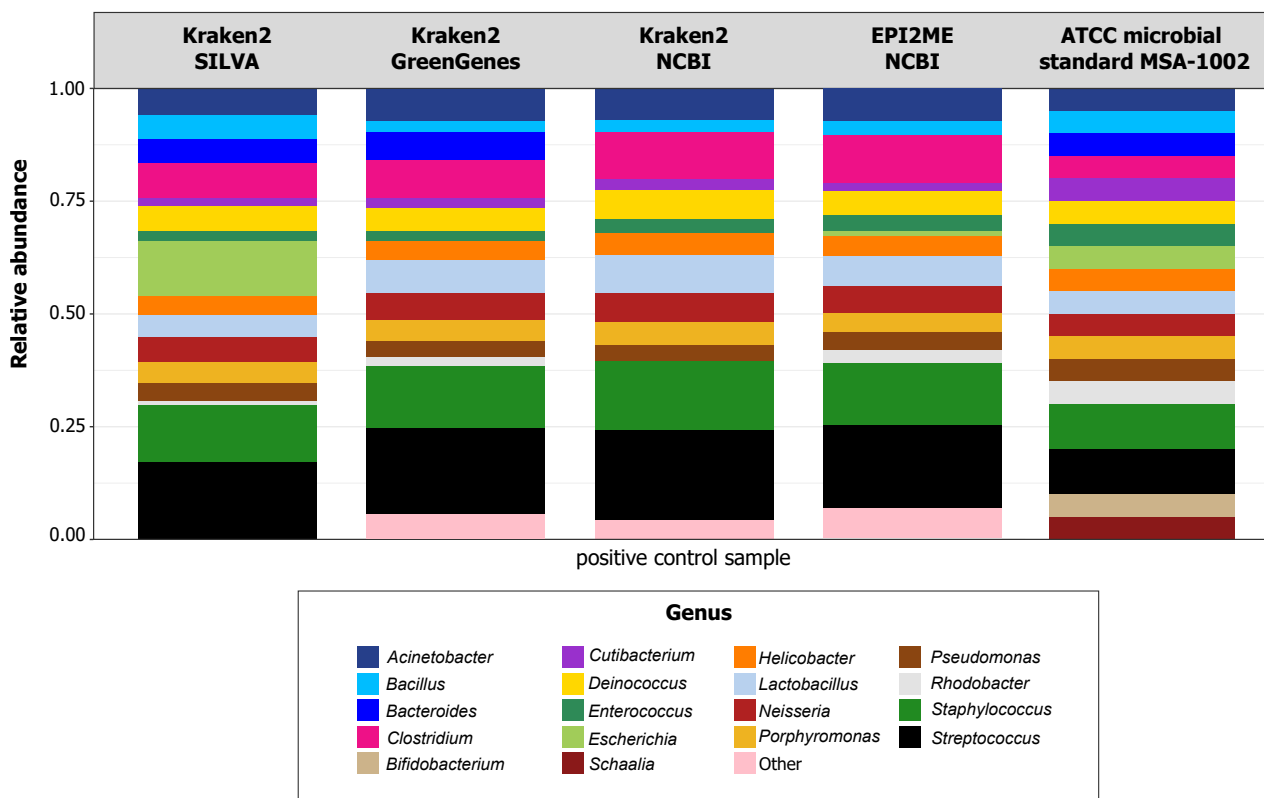 Kraken2
SILVA
Kraken2
GreenGenes
Kraken2
NCBI
EPI2ME
NCBI
ATCC microbial
standard MSA-1002
1.00
0.75
0.50
0.25
0.00
Relative abundance
positive control sample
Genus
Acinetobacter
Bacillus
Bacteroides
Clostridium
Bifidobacterium
Cutibacterium
Deinococcus
Enterococcus
Escherichia
Schaalia
Helicobacter
Lactobacillus
Neisseria
Porphyromonas
Other
Pseudomonas
Rhodobacter
Staphylococcus
Streptococcus